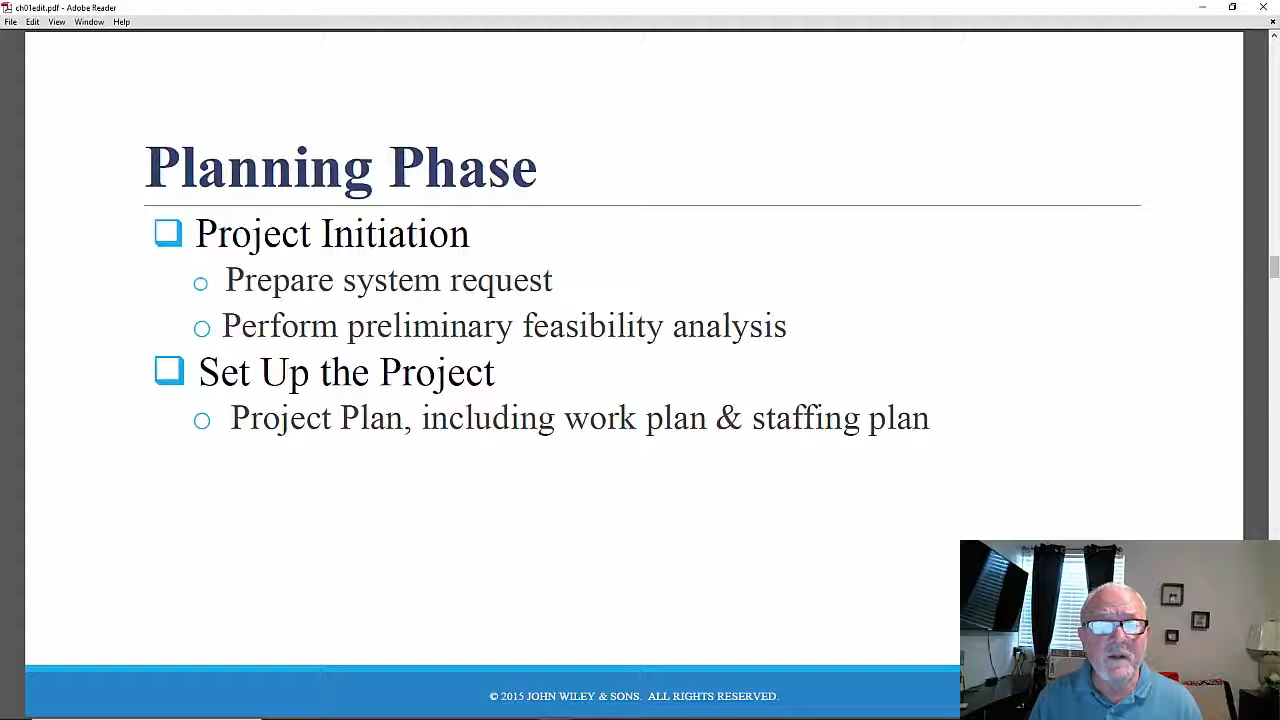 ch01edit.pdf - Adobe Reader
File Edit View Window Help
Planning Phase
Project Initiation
Prepare system request
Perform preliminary feasibility analysis
Set Up the Project
Project Plan, including work plan & staffing plan
© 2015 JOHN WILEY & SONS. ALL RIGHTS RESERVED.